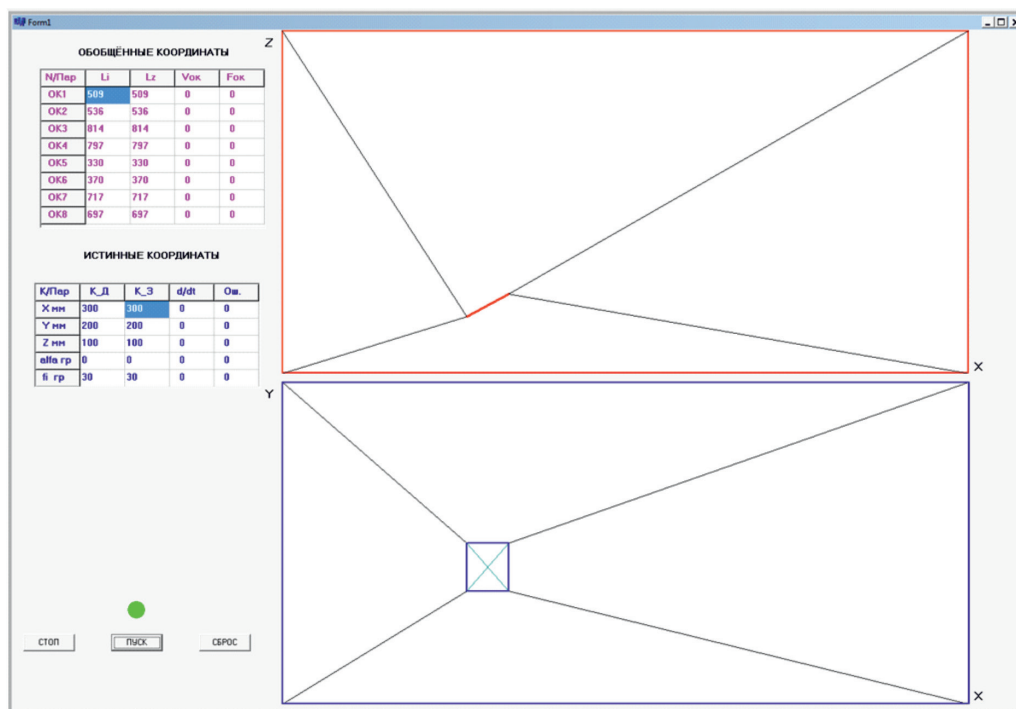 Form1
ОБОБЩЁННЫЕ КООРДИНАТЫ
N/Пар Li Lz Vок Fок
ОК1 509 509 0 0
ОК2 536 536 0 0
ОК3 814 814 0 0
ОК4 797 797 0 0
ОК5 330 330 0 0
ОК6 370 370 0 0
ОК7 717 717 0 0
ОК8 697 697 0 0
ИСТИННЫЕ КООРДИНАТЫ
К/Пар К_Д К_З d/dt Ош.
X мм 300 300 0 0
Y мм 200 200 0 0
Z мм 100 100 0 0
alfa гр 0 0 0 0
fi гр 30 30 0 0
СТОП ПУСК СБРОС
Z
X
Y
X